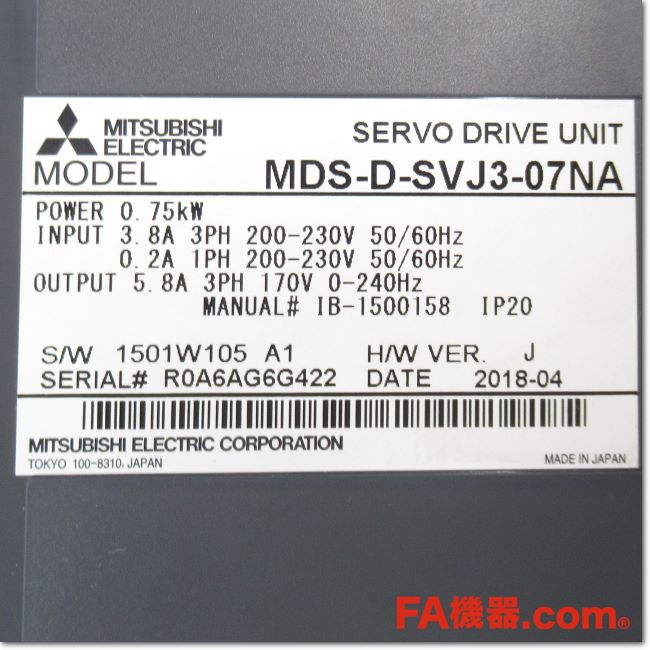 MITSUBISHI
ELECTRIC
SERVO DRIVE UNIT
MODEL MDS-D-SVJ3-07NA
POWER 0.75kW
INPUT 3.8A 3PH 200-230V 50/60Hz
0.2A 1PH 200-230V 50/60Hz
OUTPUT 5.8A 3PH 170V 0-240Hz
MANUAL# IB-1500158 IP20
S/W 1501W105 A1 H/W VER. J
SERIAL# R0A6AG6G422 DATE 2018-04
MITSUBISHI ELECTRIC CORPORATION
TOKYO 100-8310, JAPAN MADE IN JAPAN
FA機器.com®